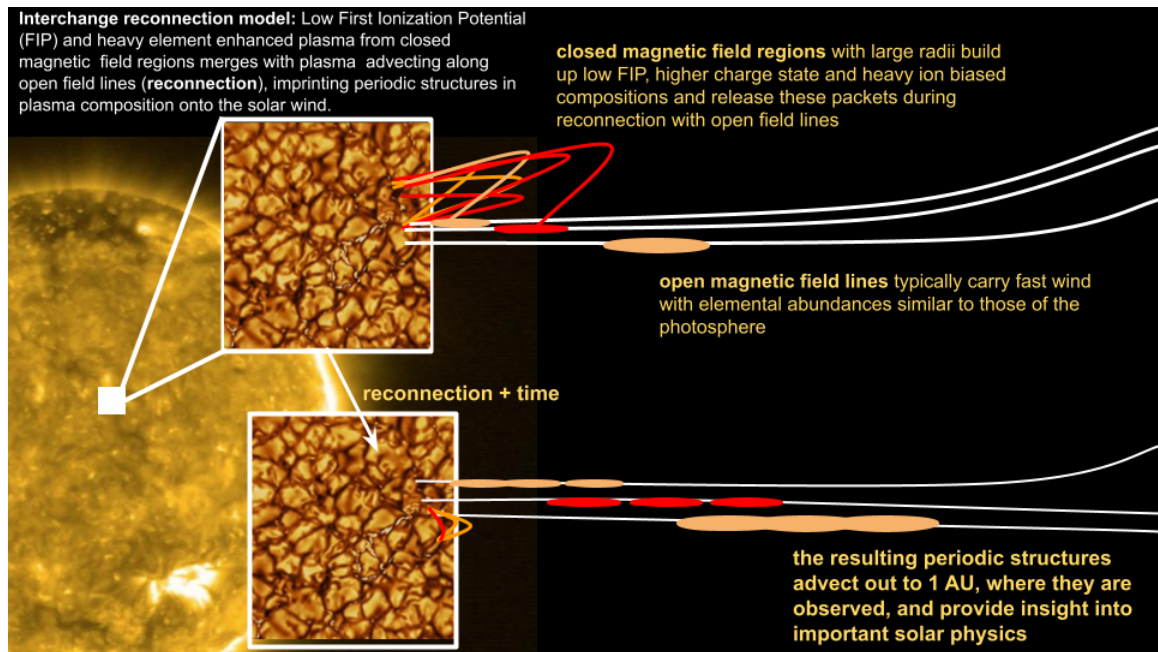 Interchange reconnection model: Low First Ionization Potential
(FIP) and heavy element enhanced plasma from closed
magnetic field regions merges with plasma advecting along
open field lines (reconnection), imprinting periodic structures in
plasma composition onto the solar wind.
closed magnetic field regions with large radii build
up low FIP, higher charge state and heavy ion biased
compositions and release these packets during
reconnection with open field lines
open magnetic field lines typically carry fast wind
with elemental abundances similar to those of the
photosphere
reconnection + time
the resulting periodic structures
advect out to 1 AU, where they are
observed, and provide insight into
important solar physics